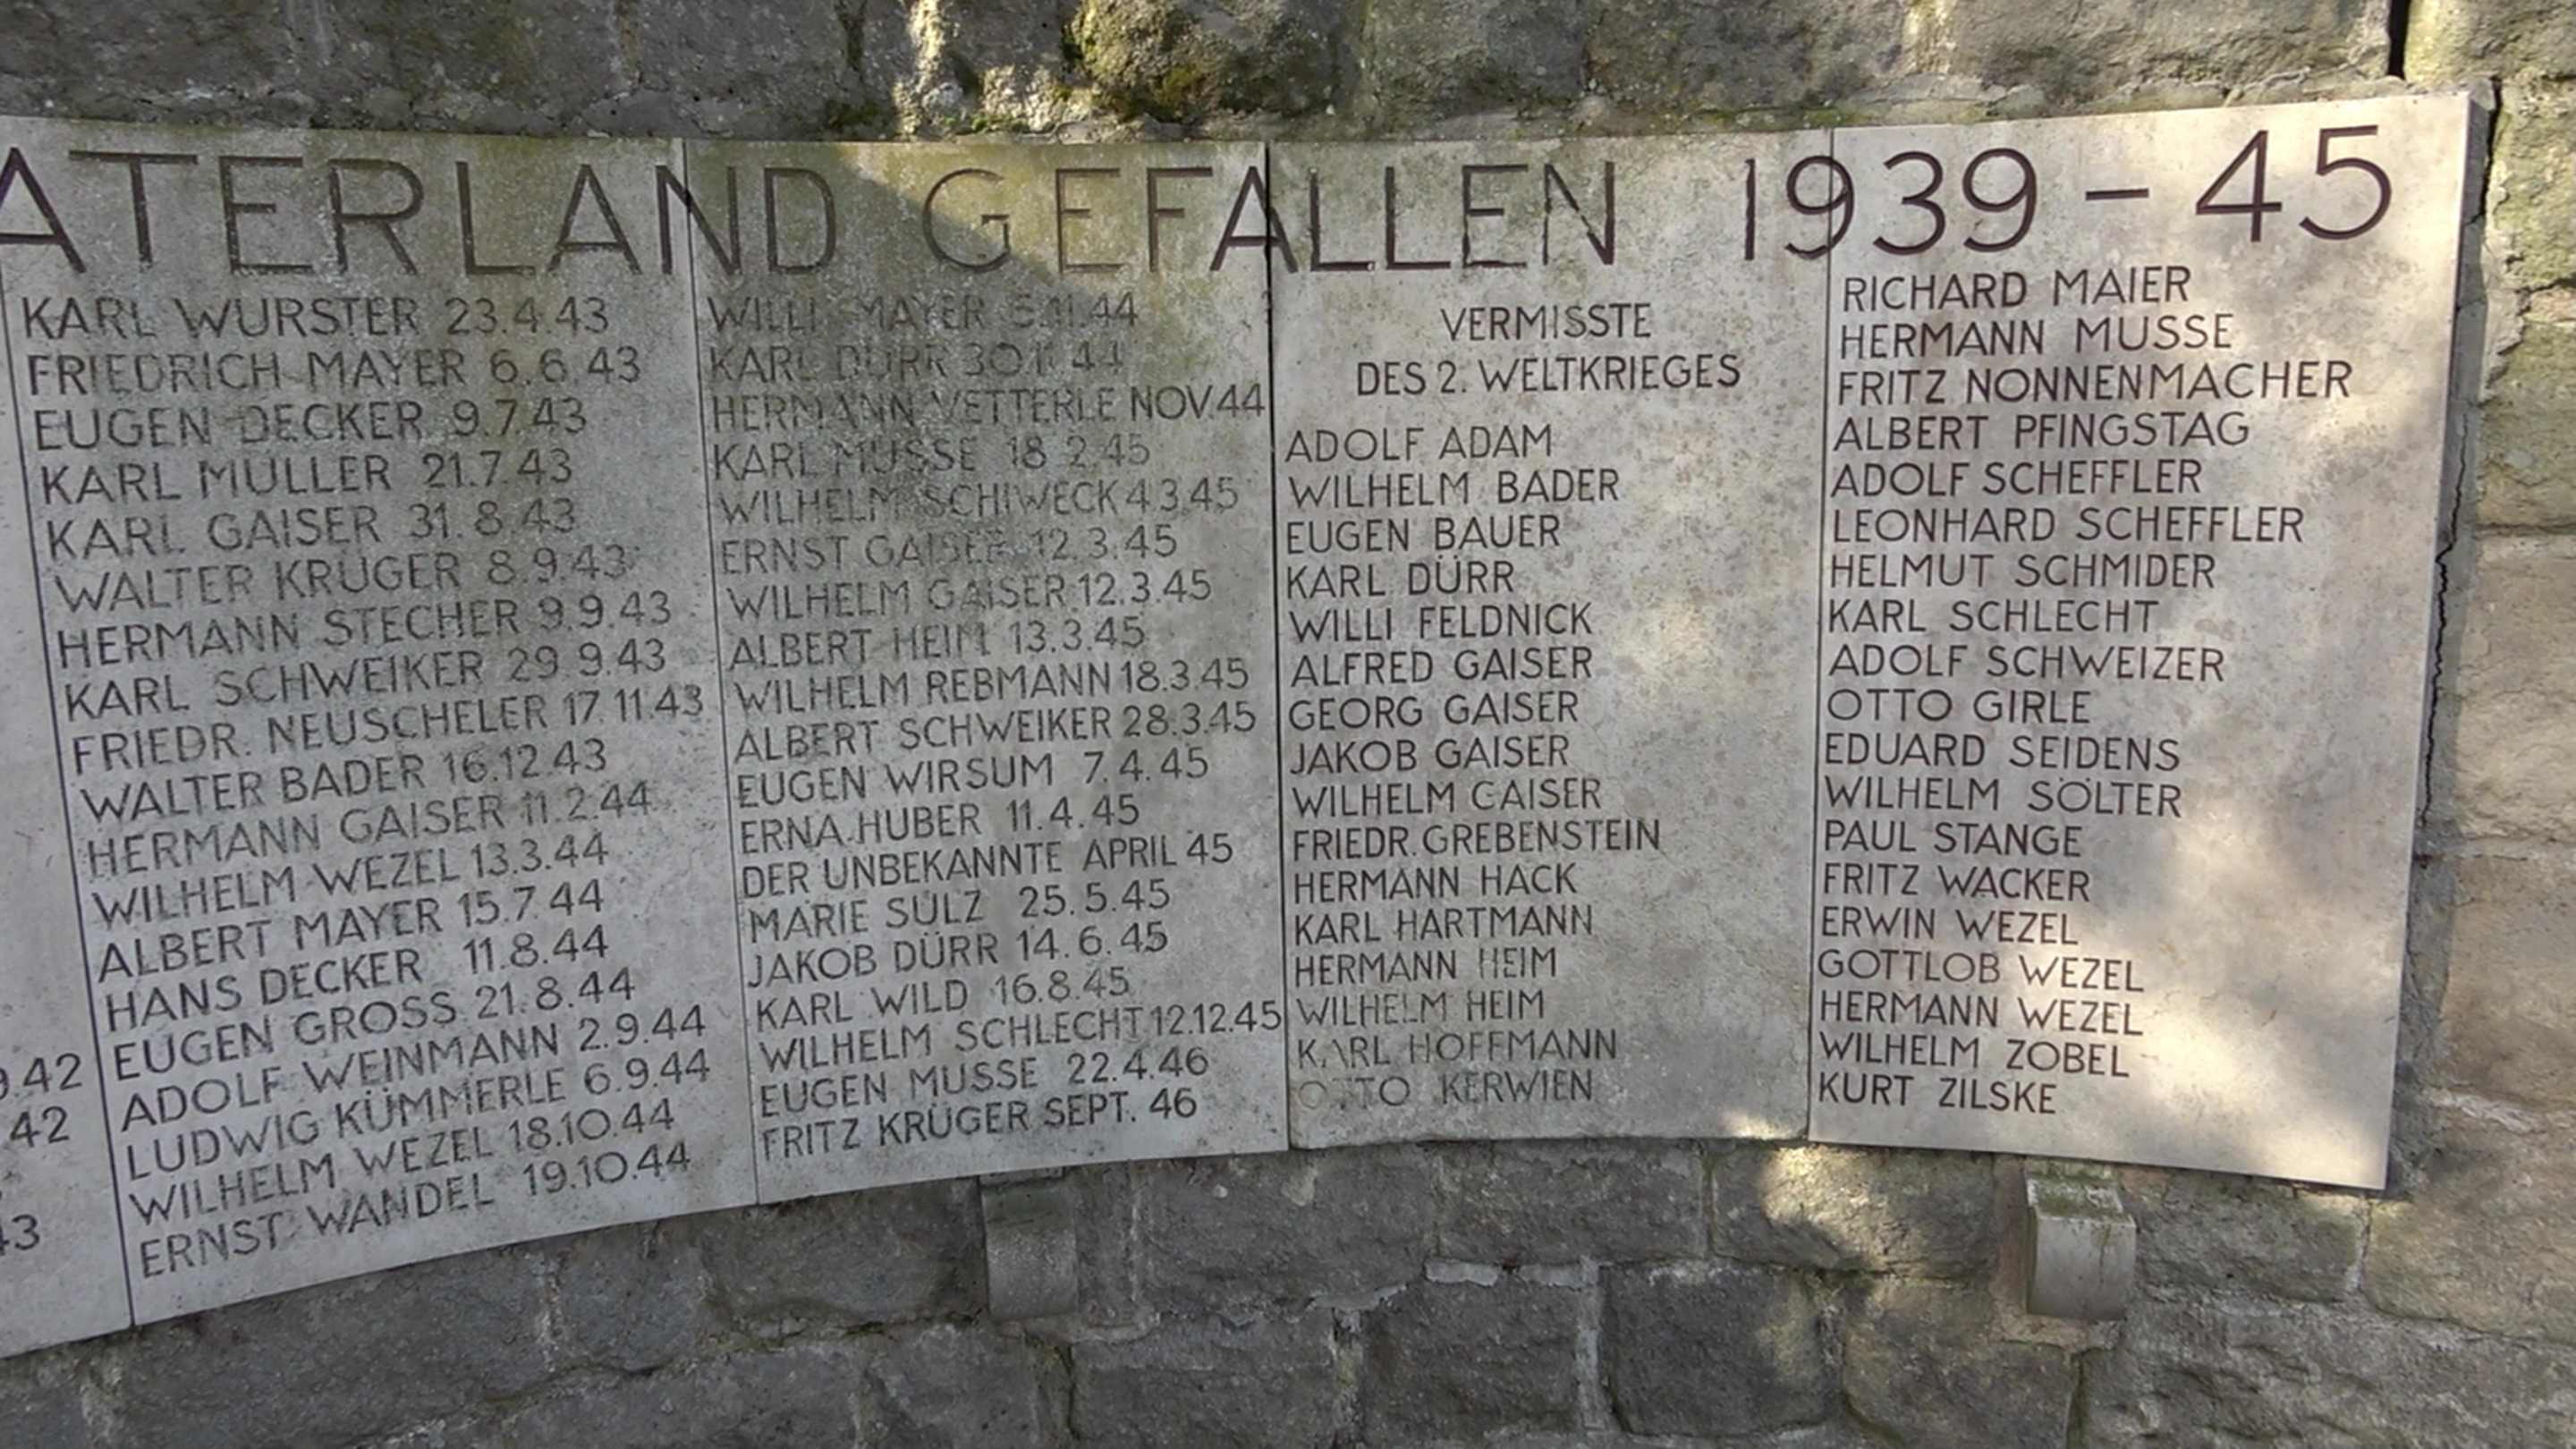 ATERLAND GEFALLEN 1939-45
9.42
42
43
KARL WURSTER 23.4.43
FRIEDRICH MAYER 6.6.43
EUGEN DECKER 9.7.43
KARL MÜLLER 21.7.43
KARL GAISER 31.8.43
WALTER KRÜGER 8.9.43
HERMANN STECHER 9.9.43
KARL SCHWEIKER 29.9.43
FRIEDR. NEUSCHELER 17.11.43
WALTER BADER 16.12.43
HERMANN GAISER 11.2.44
WILHELM WEZEL 13.3.44
ALBERT MAYER 15.7.44
HANS DECKER 11.8.44
EUGEN GROSS 21.8.44
ADOLF WEINMANN 2.9.44
LUDWIG KÜMMERLE 6.9.44
WILHELM WEZEL 18.10.44
ERNST WANDEL 19.10.44
WILLI MAYER 5.11.44
KARL DÜRR 30.11.44
HERMANN VETTERLE NOV.44
KARL MUSSE 18.2.45
WILHELM SCHIWECK 4.3.45
ERNST GAISER 12.3.45
WILHELM GAISER 12.3.45
ALBERT HEIM 13.3.45
WILHELM REBMANN 18.3.45
ALBERT SCHWEIKER 28.3.45
EUGEN WIRSUM 7.4.45
ERNA HUBER 11.4.45
DER UNBEKANNTE APRIL 45
MARIE SÜLZ 25.5.45
JAKOB DÜRR 14.6.45
KARL WILD 16.8.45
WILHELM SCHLECHT 12.12.45
EUGEN MUSSE 22.4.46
FRITZ KRÜGER SEPT. 46
VERMISSTE
DES 2. WELTKRIEGES
ADOLF ADAM
WILHELM BADER
EUGEN BAUER
KARL DÜRR
WILLI FELDNICK
ALFRED GAISER
GEORG GAISER
JAKOB GAISER
WILHELM GAISER
FRIEDR. GREBENSTEIN
HERMANN HACK
KARL HARTMANN
HERMANN HEIM
WILHELM HEIM
KARL HOFFMANN
OTTO KERWIEN
RICHARD MAIER
HERMANN MUSSE
FRITZ NONNENMACHER
ALBERT PFINGSTAG
ADOLF SCHEFFLER
LEONHARD SCHEFFLER
HELMUT SCHMIDER
KARL SCHLECHT
ADOLF SCHWEIZER
OTTO GIRLE
EDUARD SEIDENS
WILHELM SÖLTER
PAUL STANGE
FRITZ WACKER
ERWIN WEZEL
GOTTLOB WEZEL
HERMANN WEZEL
WILHELM ZOBEL
KURT ZILSKE